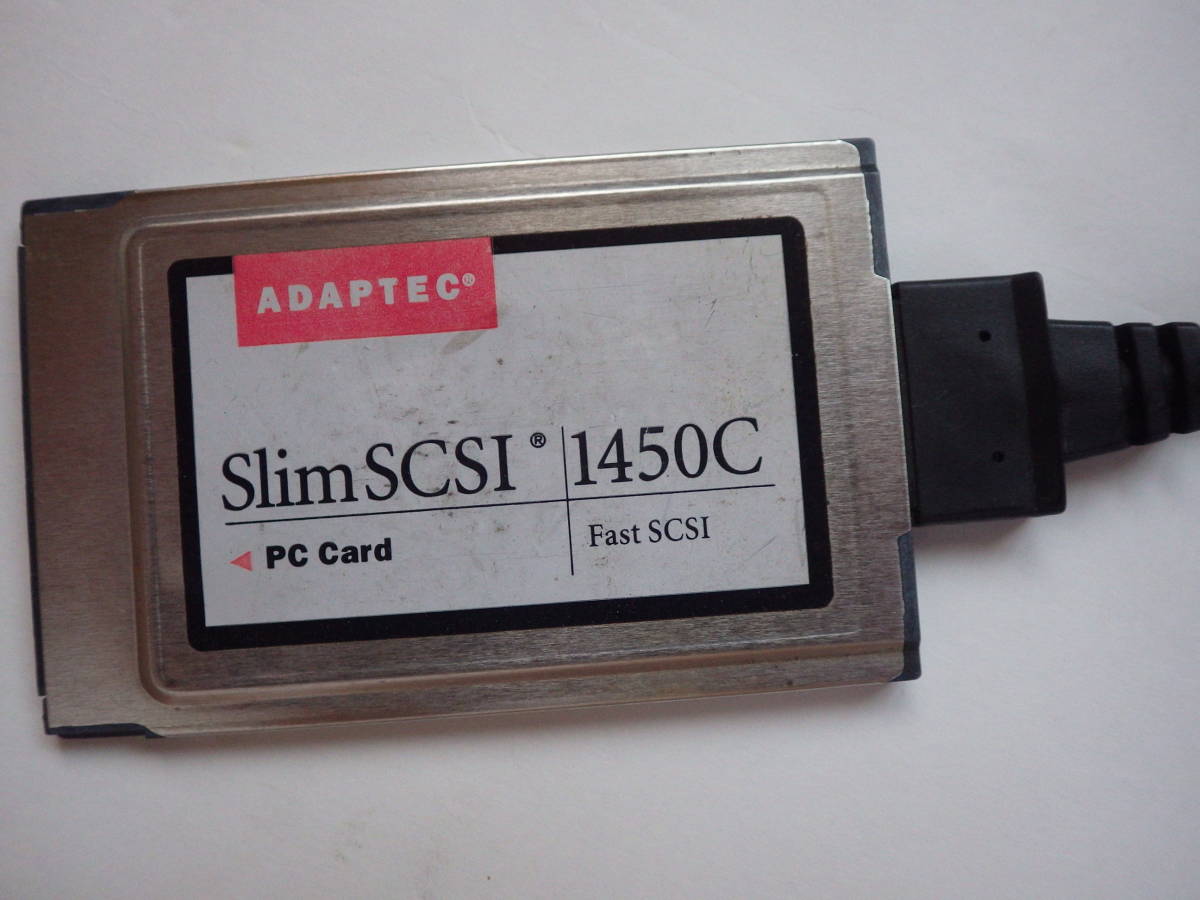 ADAPTEC®
SlimSCSI® 1450C
PC Card
Fast SCSI